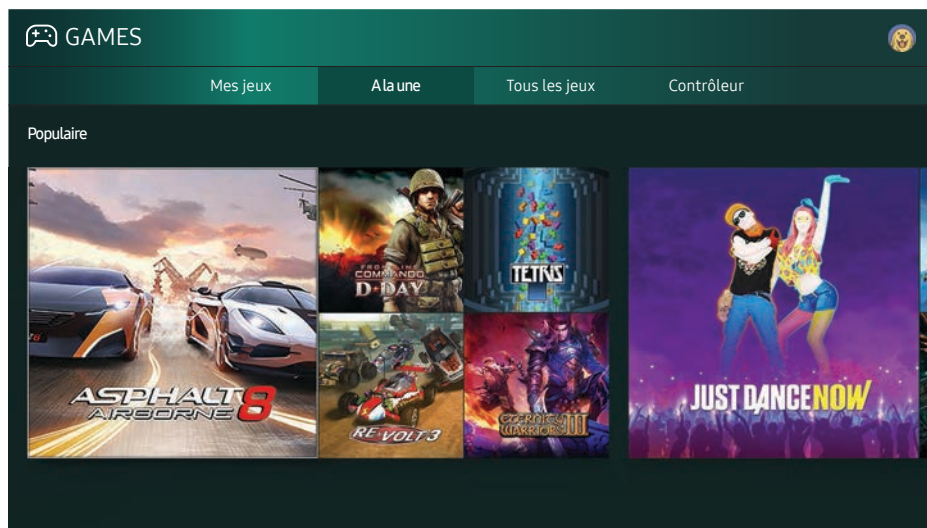 GAMES
Mes jeux
A la une
Tous les jeux
Contrôleur
Populaire
ASPHALT 8
AIRBORNE
FRONTLINE
COMMANDO
D-DAY
TETRIS
RE-VOLT 3
ETERNITY
WARRIORS III
JUST DANCE NOW